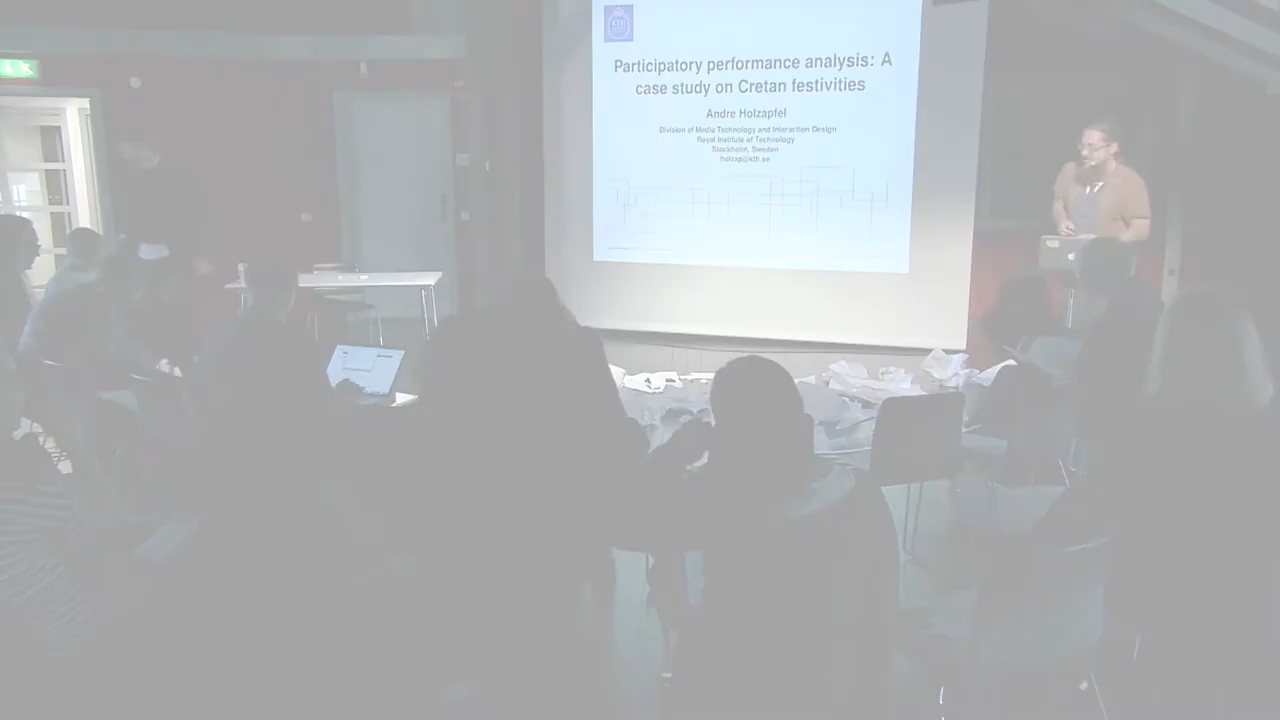 KTH
Participatory performance analysis: A
case study on Cretan festivities
Andre Holzapfel
Division of Media Technology and Interaction Design
Royal Institute of Technology
Stockholm, Sweden
holzap@kth.se